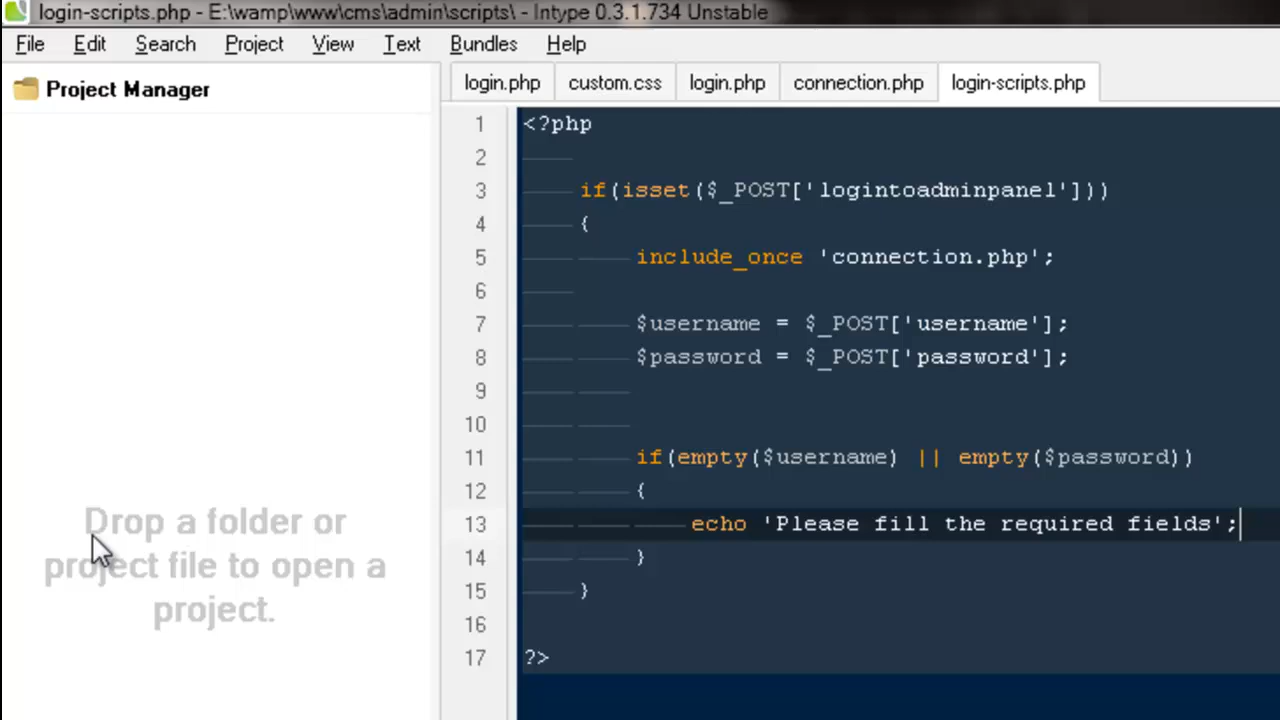 login-scripts.php - E:\wamp\www\cms\admin\scripts\ - Intype 0.3.1.734 Unstable
File Edit Search Project View Text Bundles Help
Project Manager
login.php custom.css login.php connection.php login-scripts.php
Drop a folder or
project file to open a
project.
1 <?php
2
3 if(isset($_POST['logintoadminpanel']))
4 {
5 include_once 'connection.php';
6
7 $username = $_POST['username'];
8 $password = $_POST['password'];
9
10
11 if(empty($username) || empty($password))
12 {
13 echo 'Please fill the required fields';
14 }
15 }
16
17 ?>